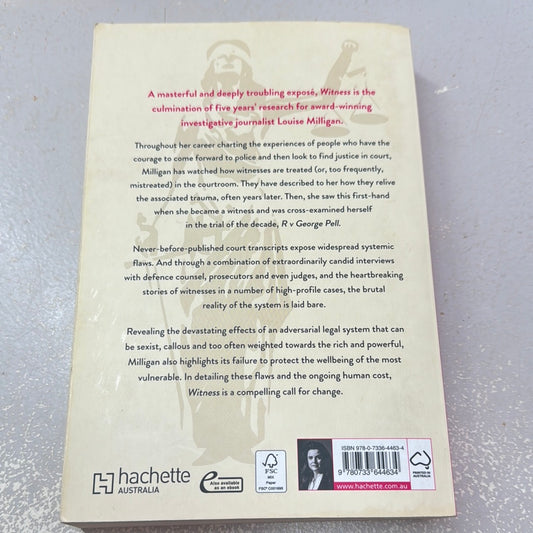 A masterful and deeply troubling exposé, Witness is the
culmination of five years' research for award-winning
investigative journalist Louise Milligan.
Throughout her career charting the experiences of people who have the
courage to come forward to police and then look to find justice in court,
Milligan has watched how witnesses are treated (or, too frequently,
mistreated) in the courtroom. They have described to her how they relive
the associated trauma, often years later. Then, she saw this first-hand
when she became a witness and was cross-examined herself
in the trial of the decade, R v George Pell.
Never-before-published court transcripts expose widespread systemic
flaws. And through a combination of extraordinarily candid interviews
with defence counsel, prosecutors and even judges, and the heartbreaking
stories of witnesses in a number of high-profile cases, the brutal
reality of the system is laid bare.
Revealing the devastating effects of an adversarial legal system that can
be sexist, callous and too often weighted towards the rich and powerful,
Milligan also highlights its failure to protect the wellbeing of the most
vulnerable. In detailing these flaws and the ongoing human cost,
Witness is a compelling call for change.
hachette
AUSTRALIA
e
Also available
as an ebook
FSC
MIX
Paper
FSC® C001695
ISBN 978-0-7336-4463-4
9 780733 644634
www.hachette.com.au
PRINTED IN
AUSTRALIA